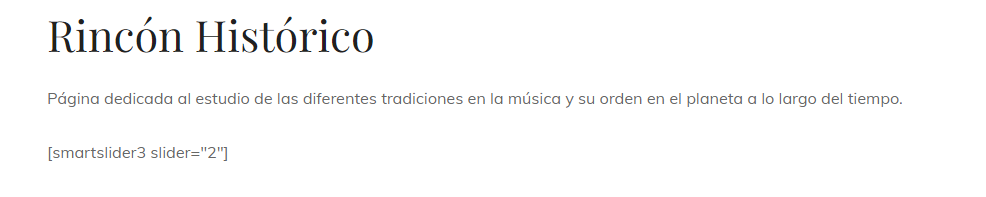 Rincón Histórico
Página dedicada al estudio de las diferentes tradiciones en la música y su orden en el planeta a lo largo del tiempo.
[smartslider3 slider="2"]